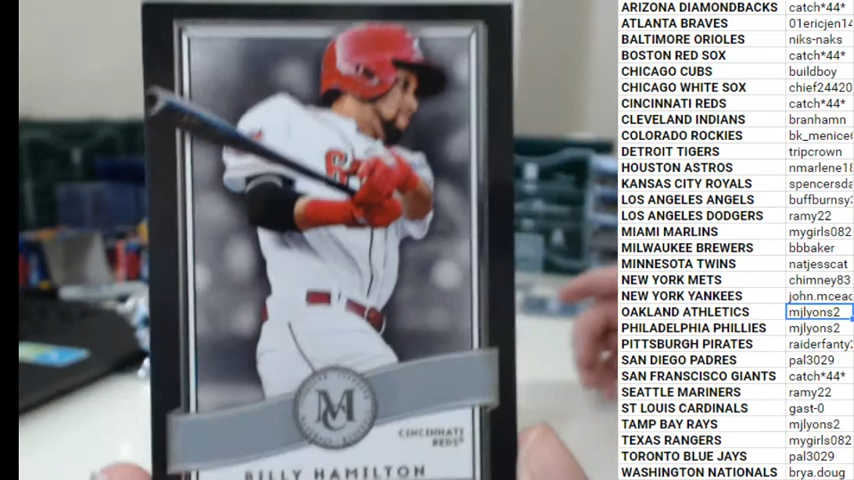 MC
CINCINNATI
REDS
BILLY HAMILTON
ARIZONA DIAMONDBACKS catch*44*
ATLANTA BRAVES 01ericjen14
BALTIMORE ORIOLES niks-naks
BOSTON RED SOX catch*44*
CHICAGO CUBS buildboy
CHICAGO WHITE SOX chief24420
CINCINNATI REDS catch*44*
CLEVELAND INDIANS branhamn
COLORADO ROCKIES bk_menice
DETROIT TIGERS tripcrown
HOUSTON ASTROS nmarlene18
KANSAS CITY ROYALS spencersda
LOS ANGELES ANGELS buffburnsy
LOS ANGELES DODGERS ramy22
MIAMI MARLINS mygirls082
MILWAUKEE BREWERS bbbaker
MINNESOTA TWINS natjesscat
NEW YORK METS chimney83
NEW YORK YANKEES john.mcead
OAKLAND ATHLETICS mjlyons2
PHILADELPHIA PHILLIES mjlyons2
PITTSBURGH PIRATES raiderfanty
SAN DIEGO PADRES pal3029
SAN FRANSCISCO GIANTS catch*44*
SEATTLE MARINERS ramy22
ST LOUIS CARDINALS gast-0
TAMPA BAY RAYS mjlyons2
TEXAS RANGERS mygirls082
TORONTO BLUE JAYS pal3029
WASHINGTON NATIONALS brya.doug